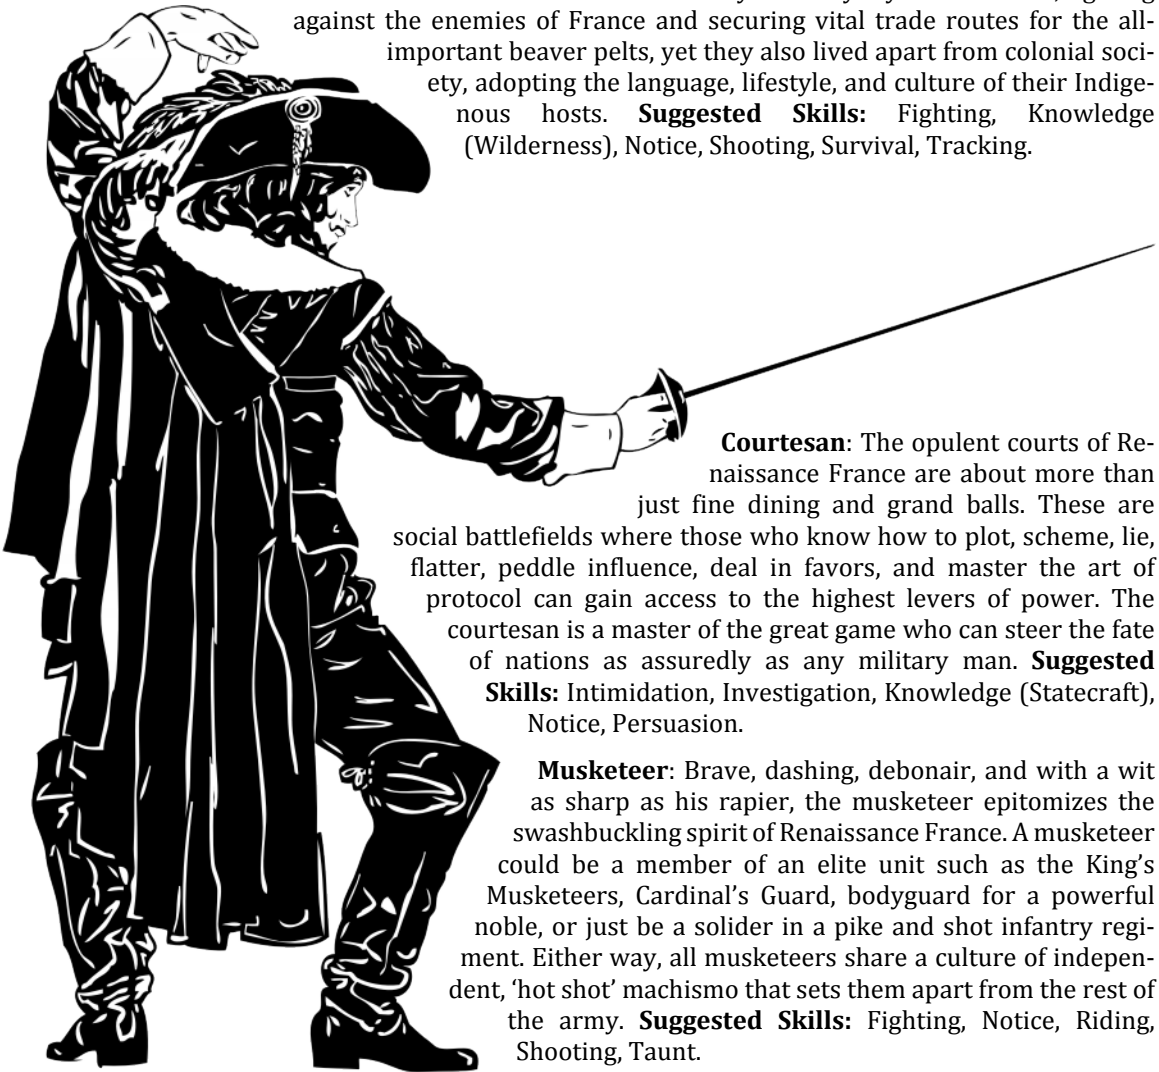 against the enemies of France and securing vital trade routes for the all-
important beaver pelts, yet they also lived apart from colonial soci-
ety, adopting the language, lifestyle, and culture of their Indige-
nous hosts. Suggested Skills: Fighting, Knowledge
(Wilderness), Notice, Shooting, Survival, Tracking.
Courtesan: The opulent courts of Re-
naissance France are about more than
just fine dining and grand balls. These are
social battlefields where those who know how to plot, scheme, lie,
flatter, peddle influence, deal in favors, and master the art of
protocol can gain access to the highest levers of power. The
courtesan is a master of the great game who can steer the fate
of nations as assuredly as any military man. Suggested
Skills: Intimidation, Investigation, Knowledge (Statecraft),
Notice, Persuasion.
Musketeer: Brave, dashing, debonair, and with a wit
as sharp as his rapier, the musketeer epitomizes the
swashbuckling spirit of Renaissance France. A musketeer
could be a member of an elite unit such as the King's
Musketeers, Cardinal's Guard, bodyguard for a powerful
noble, or just be a solider in a pike and shot infantry regi-
ment. Either way, all musketeers share a culture of indepen-
dent, ‘hot shot’ machismo that sets them apart from the rest of
the army. Suggested Skills: Fighting, Notice, Riding,
Shooting, Taunt.